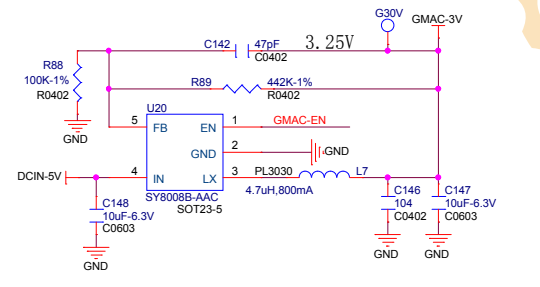 G30V
GMAC-3V
C142
47pF
3.25V
C0402
R88
100K-1%
R0402
GND
R89
442K-1%
R0402
U20
5
FB
EN
1
GMAC-EN
GND
2
GND
DCIN-5V
4
IN
LX
3
PL3030
L7
4.7uH,800mA
SY8008B-AAC
SOT23-5
C148
10uF-6.3V
C0603
GND
C146
104
C0402
GND
C147
10uF-6.3V
C0603
GND